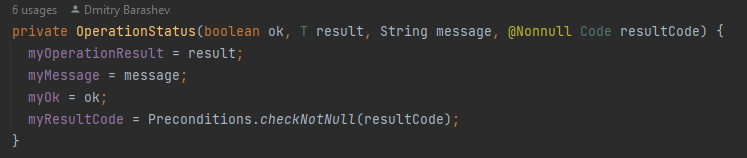 6 usages Dmitry Barashev
private OperationStatus(boolean ok, T result, String message, @Nonnull Code resultCode) {
myOperationResult = result;
myMessage = message;
myOk = ok;
myResultCode = Preconditions.checkNotNull(resultCode);
}